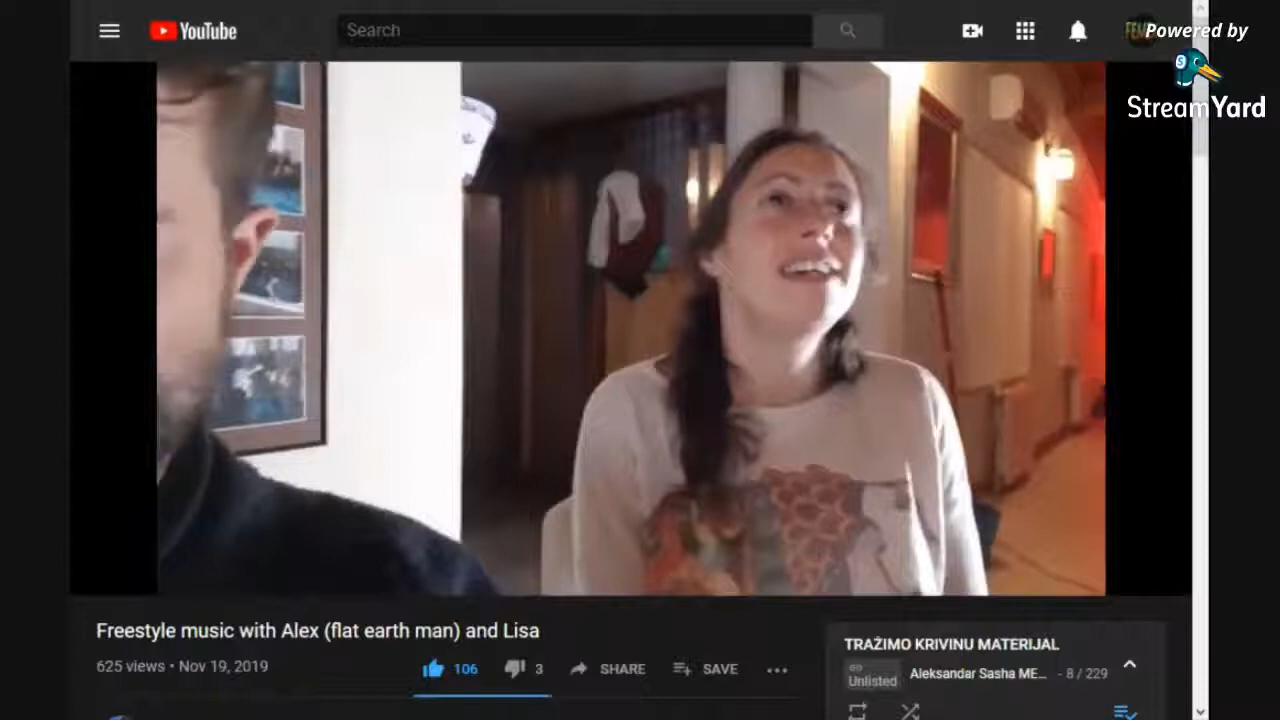 YouTube
Search
Powered by
StreamYard
Freestyle music with Alex (flat earth man) and Lisa
625 views • Nov 19, 2019
106
3
SHARE
SAVE
TRAŽIMO KRIVINU MATERIJAL
Unlisted
Aleksandar Sasha ME... - 8 / 229